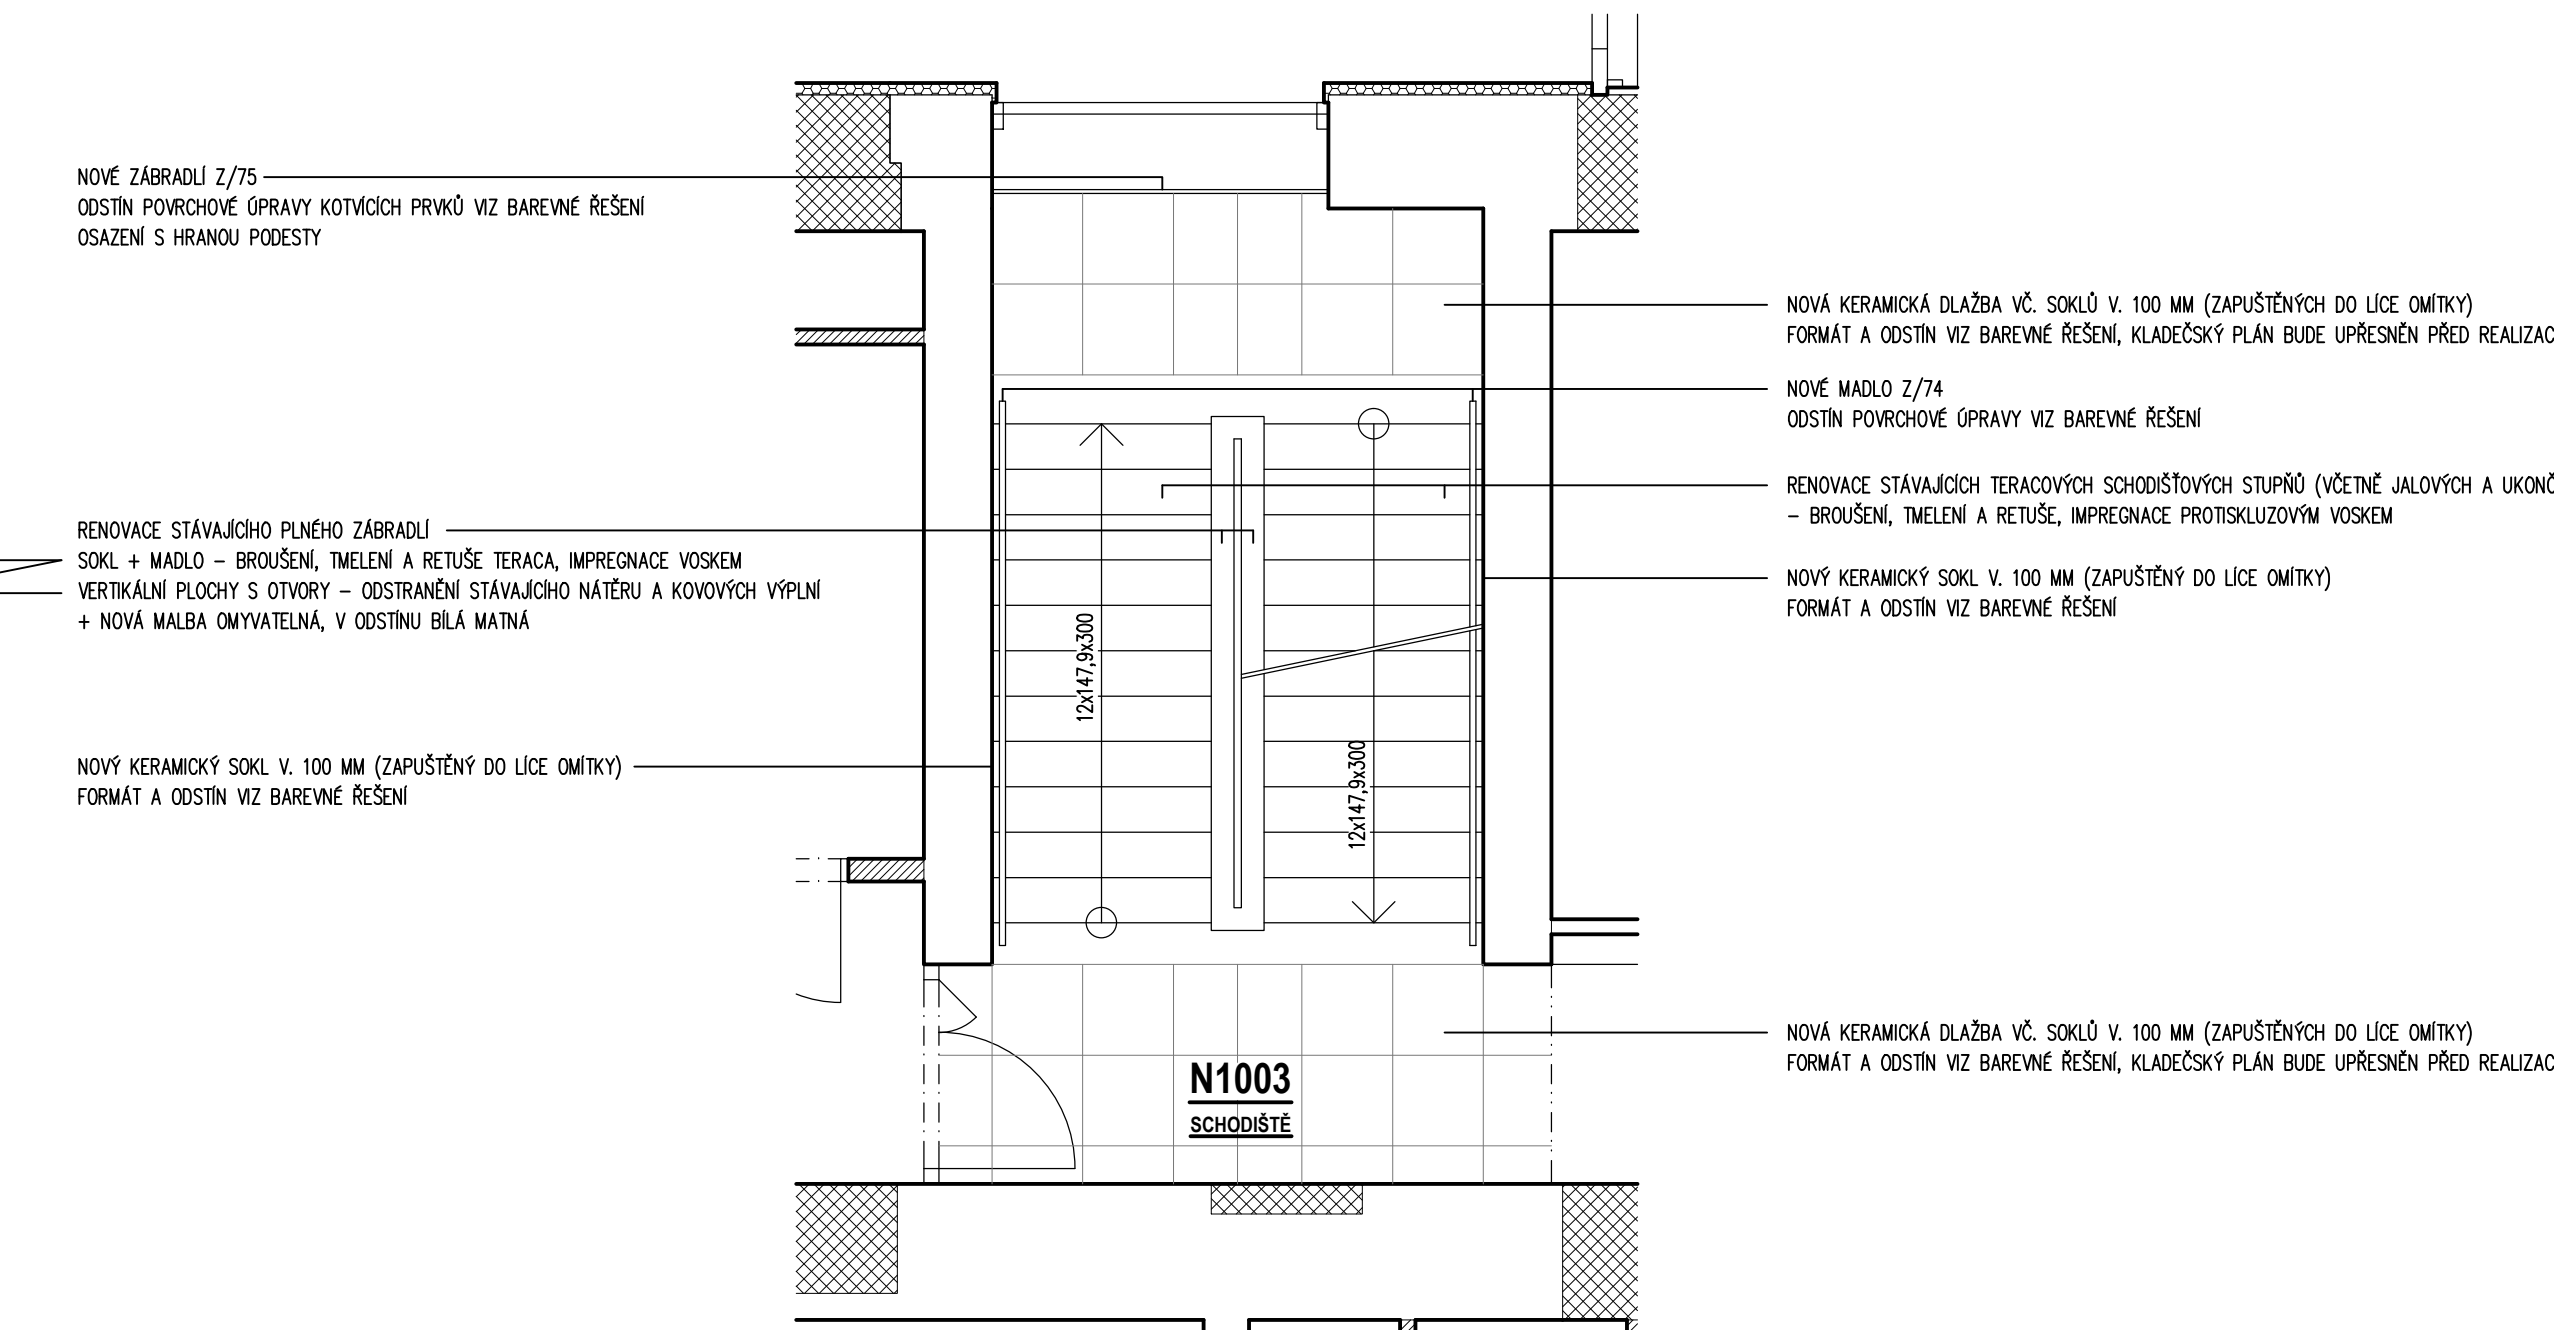 NOVÉ ZÁBRADLÍ Z/75
ODSTÍN POVRCHOVÉ ÚPRAVY KOTVÍCÍCH PRVKŮ VIZ BAREVNÉ ŘEŠENÍ
OSAZENÍ S HRANOU PODESTY
RENOVACE STÁVAJÍCÍHO PLNÉHO ZÁBRADLÍ
SOKL + MADLO – BROUŠENÍ, TMELENÍ A RETUŠE TERACA, IMPREGNACE VOSKEM
VERTIKÁLNÍ PLOCHY S OTVORY – ODSTRANĚNÍ STÁVAJÍCÍHO NÁTĚRU A KOVOVÝCH VÝPLNÍ
+ NOVÁ MALBA OMYVATELNÁ, V ODSTÍNU BÍLÁ MATNÁ
NOVÝ KERAMICKÝ SOKL V. 100 MM (ZAPUŠTĚNÝ DO LÍCE OMÍTKY)
FORMÁT A ODSTÍN VIZ BAREVNÉ ŘEŠENÍ
12x147,9x300
12x147,9x300
N1003
SCHODIŠTĚ
NOVÁ KERAMICKÁ DLAŽBA VČ. SOKLŮ V. 100 MM (ZAPUŠTĚNÝCH DO LÍCE OMÍTKY)
FORMÁT A ODSTÍN VIZ BAREVNÉ ŘEŠENÍ, KLADEČSKÝ PLÁN BUDE UPŘESNĚN PŘED REALIZAC
NOVÉ MADLO Z/74
ODSTÍN POVRCHOVÉ ÚPRAVY VIZ BAREVNÉ ŘEŠENÍ
RENOVACE STÁVAJÍCÍCH TERACOVÝCH SCHODIŠŤOVÝCH STUPŇŮ (VČETNĚ JALOVÝCH A UKONČ
– BROUŠENÍ, TMELENÍ A RETUŠE, IMPREGNACE PROTISKLUZOVÝM VOSKEM
NOVÝ KERAMICKÝ SOKL V. 100 MM (ZAPUŠTĚNÝ DO LÍCE OMÍTKY)
FORMÁT A ODSTÍN VIZ BAREVNÉ ŘEŠENÍ
NOVÁ KERAMICKÁ DLAŽBA VČ. SOKLŮ V. 100 MM (ZAPUŠTĚNÝCH DO LÍCE OMÍTKY)
FORMÁT A ODSTÍN VIZ BAREVNÉ ŘEŠENÍ, KLADEČSKÝ PLÁN BUDE UPŘESNĚN PŘED REALIZAC